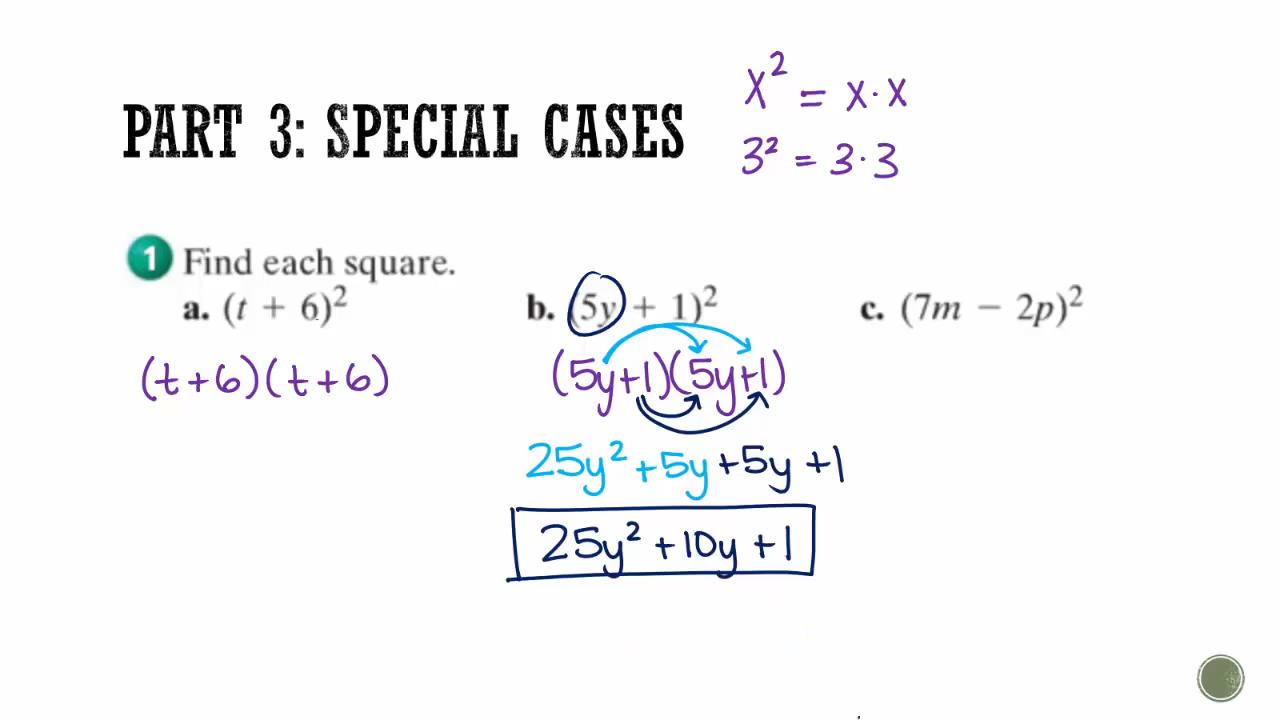 PART 3: SPECIAL CASES
x² = x · x
3² = 3 · 3
1 Find each square.
a. (t + 6)²
(t+6)(t+6)
b. (5y + 1)²
(5y+1)(5y+1)
25y² +5y +5y +1
25y² +10y +1
c. (7m − 2p)²